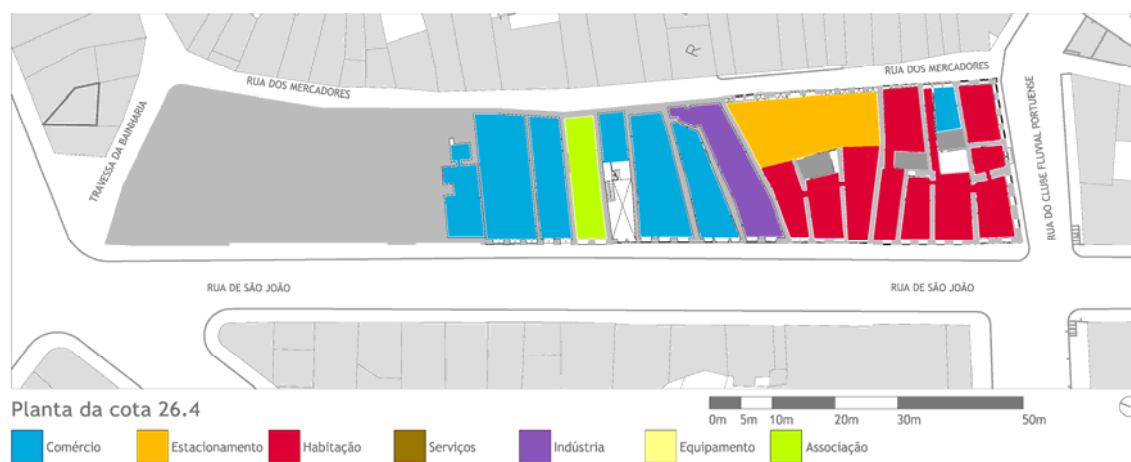 RUA DOS MERCADORES
RUA DOS MERCADORES
R
TRAVESSA DA BAINHARIA
RUA DO CLUBE FLUVIAL PORTUENSE
RUA DE SÃO JOÃO
RUA DE SÃO JOÃO
Planta da cota 26.4
0m 5m 10m 20m 30m 50m
Comércio Estacionamento Habitação Serviços Indústria Equipamento Associação